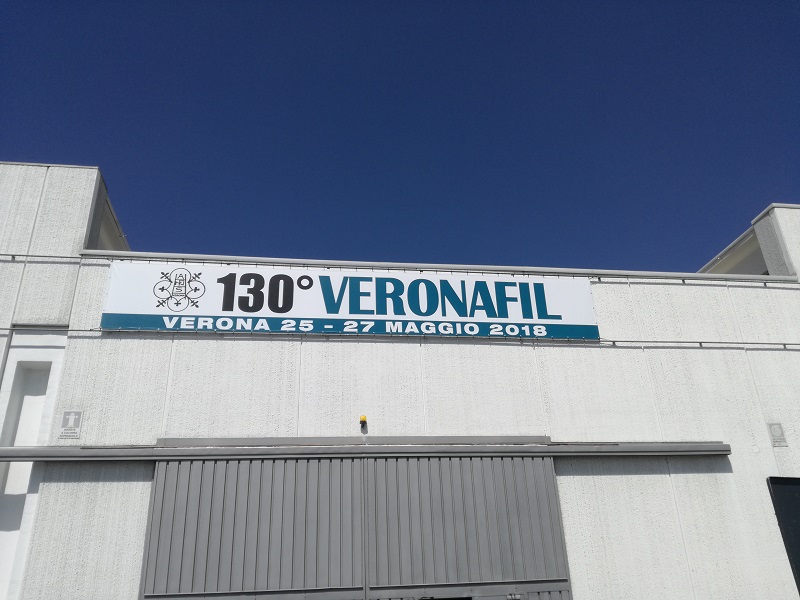 130° VERONAFIL
VERONA 25 - 27 MAGGIO 2018